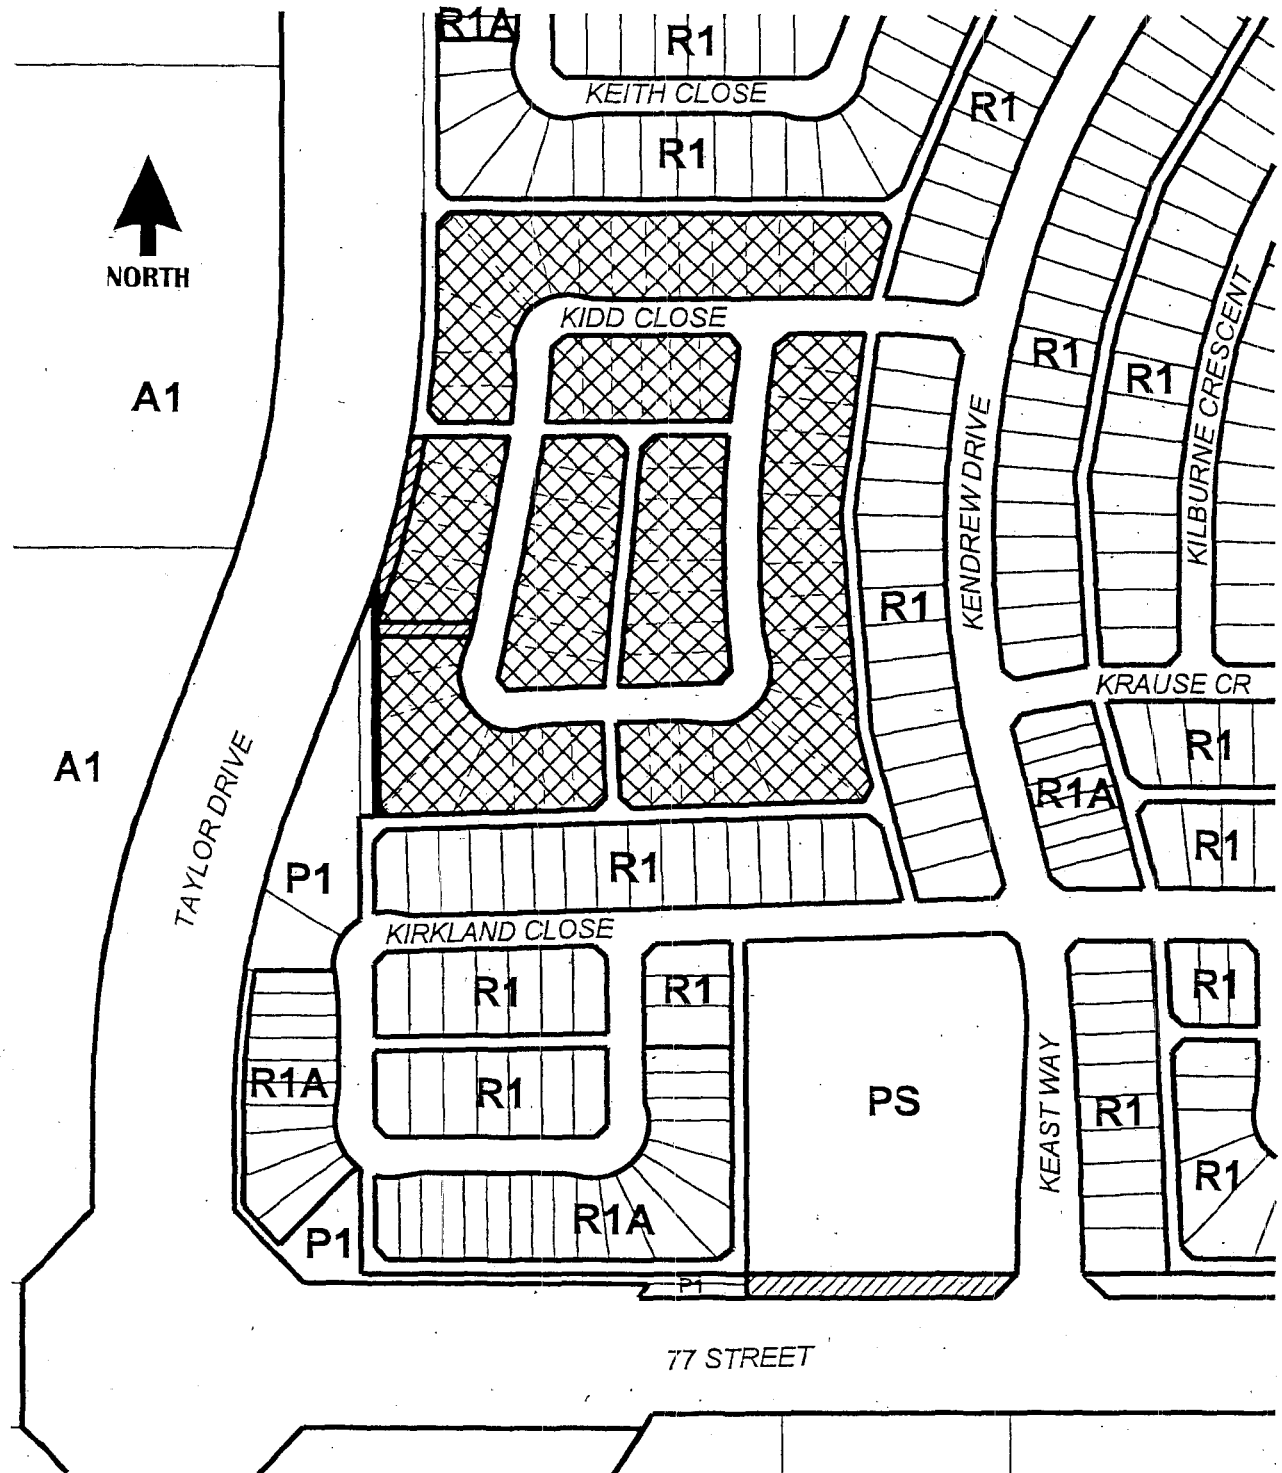 R1A
R1
KEITH CLOSE
R1
R1
NORTH
KIDD CLOSE
R1
R1
A1
KILBURNE CRESCENT
KENDREW DRIVE
R1
KRAUSE CR
R1
A1
R1A
TAYLOR DRIVE
R1
R1
P1
KIRKLAND CLOSE
R1
R1
R1
R1A
R1
PS
KEAST WAY
R1
R1
R1A
P1
P1
77 STREET